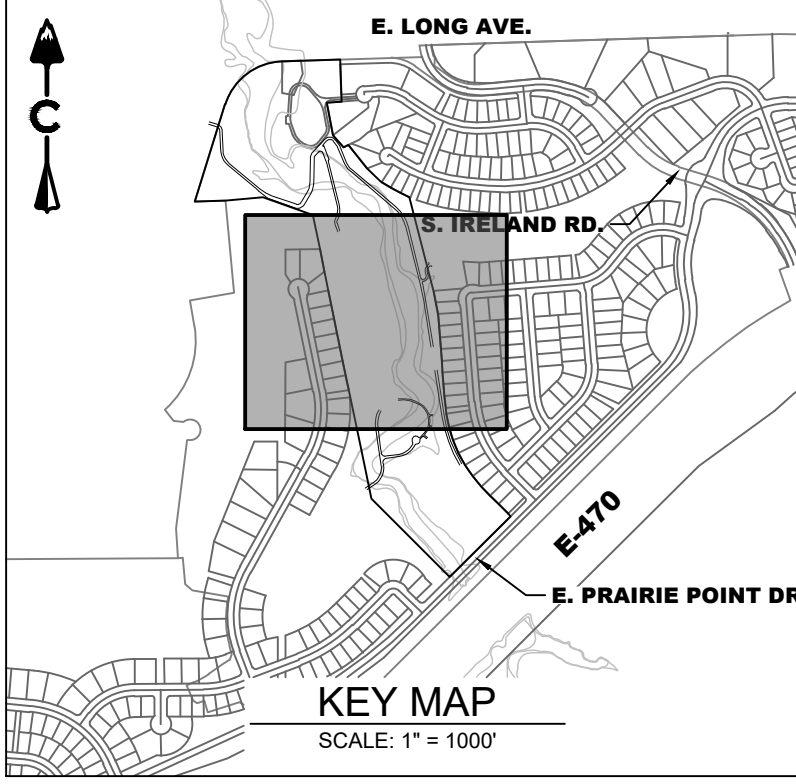 E. LONG AVE.
C
S. IRELAND RD.
E-470
E. PRAIRIE POINT DR
KEY MAP
SCALE: 1" = 1000'